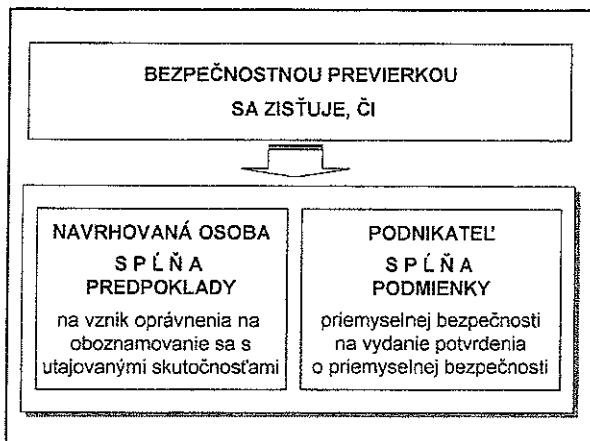 BEZPEČNOSTNOU PREVIERKOU
SA ZISŤUJE, ČI
NAVRHOVANÁ OSOBA
S P Ĺ Ň A
PREDPOKLADY
na vznik oprávnenia na
oboznamovanie sa s
utajovanými skutočnosťami
PODNIKATEĽ
S P Ĺ Ň A
PODMIENKY
priemyselnej bezpečnosti
na vydanie potvrdenia
o priemyselnej bezpečnosti